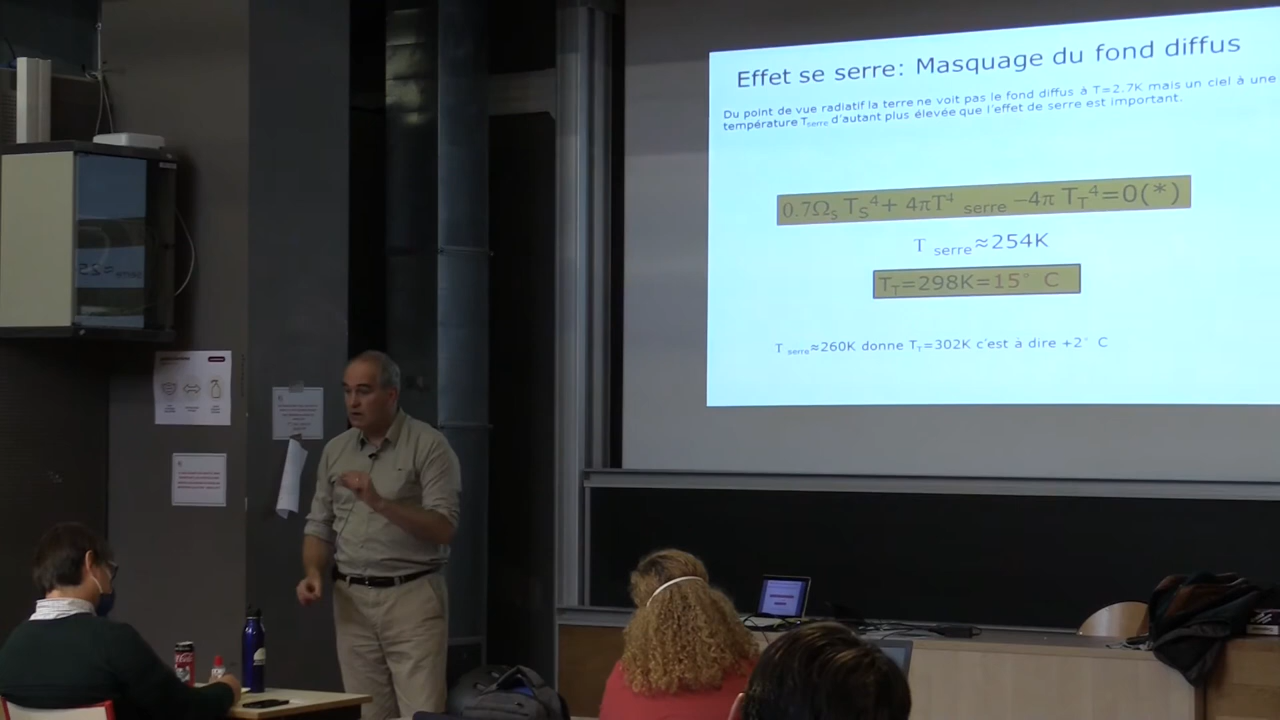 Effet se serre: Masquage du fond diffus
Du point de vue radiatif la terre ne voit pas le fond diffus à T=2.7K mais un ciel à une
température Tserre d'autant plus élevée que l'effet de serre est important.
0.7Ωs TS⁴+ 4πT⁴ serre −4π TT⁴=0(*)
T serre≈254K
TT=298K=15° C
T serre≈260K donne TT=302K c'est à dire +2° C